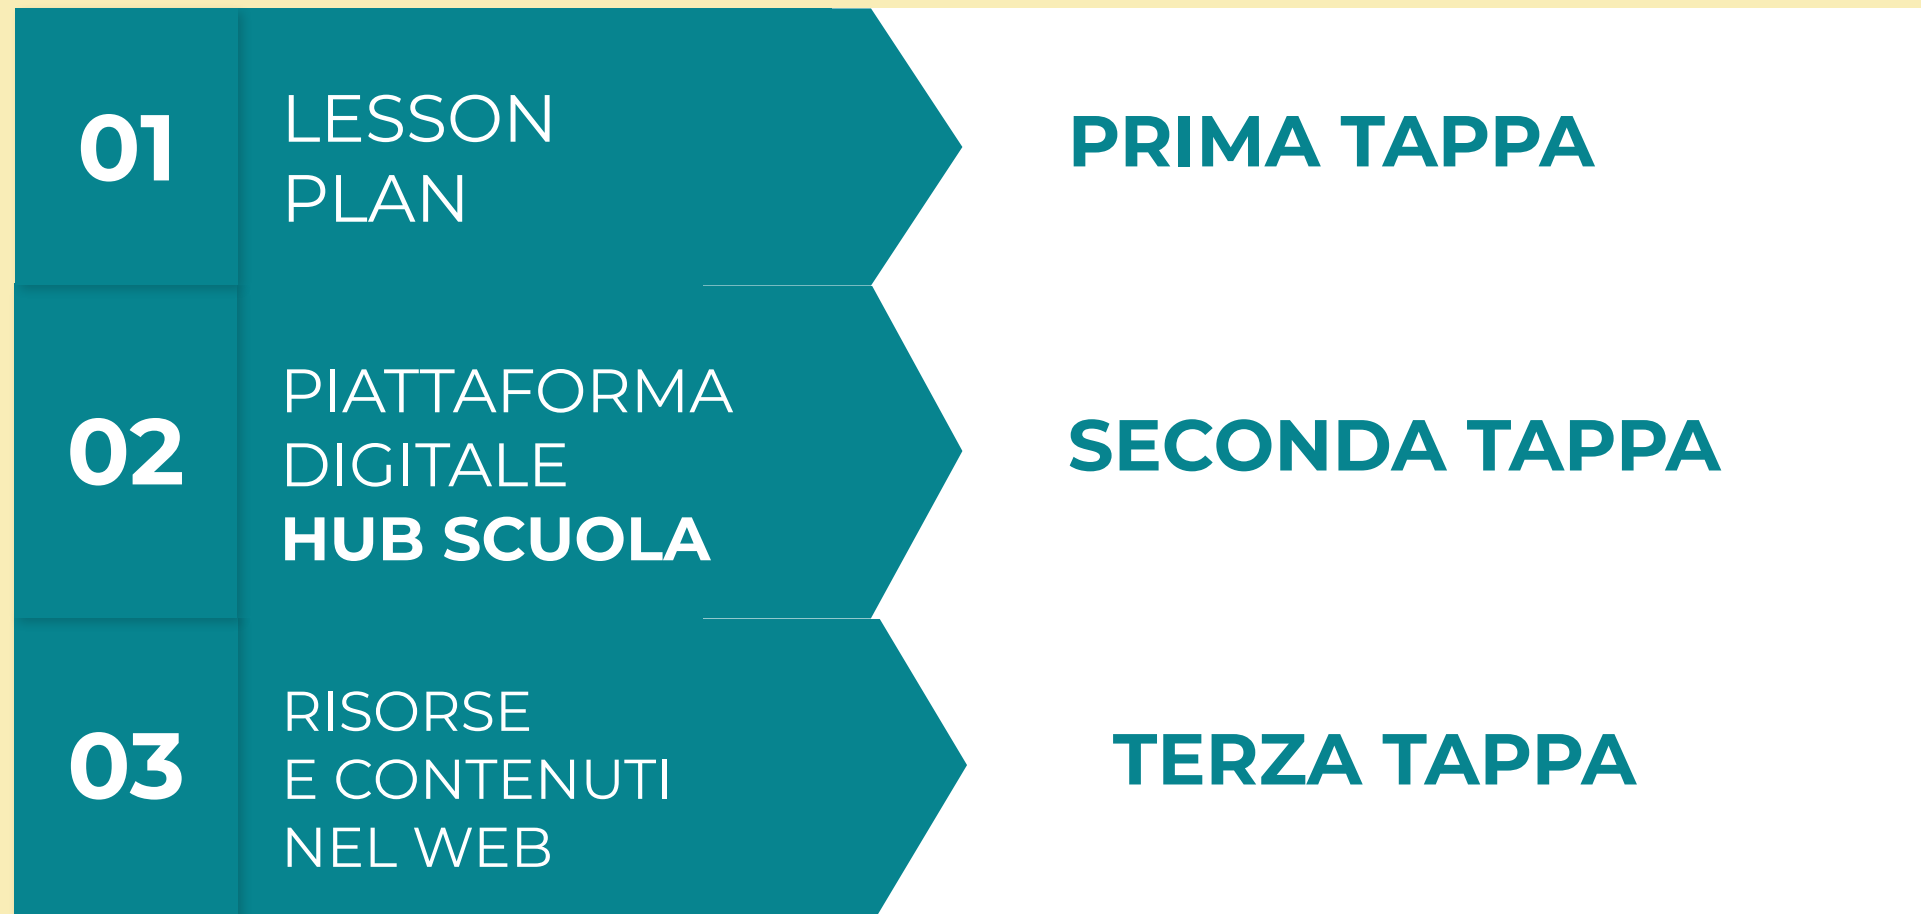 01
LESSON
PLAN
PRIMA TAPPA
02
PIATTAFORMA
DIGITALE
HUB SCUOLA
SECONDA TAPPA
03
RISORSE
E CONTENUTI
NEL WEB
TERZA TAPPA